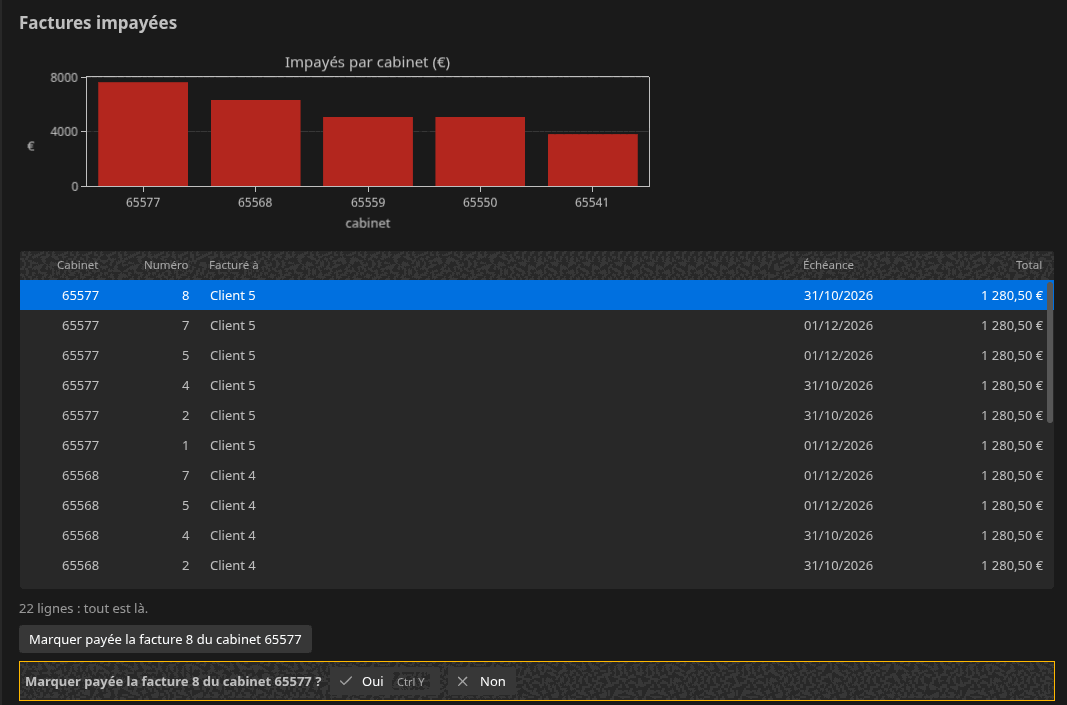 Factures impayées
Impayés par cabinet (€)
8000
4000
€
0
65577 65568 65559 65550 65541
cabinet
Cabinet Numéro Facturé à Échéance Total
65577 8 Client 5 31/10/2026 1 280,50 €
65577 7 Client 5 01/12/2026 1 280,50 €
65577 5 Client 5 01/12/2026 1 280,50 €
65577 4 Client 5 31/10/2026 1 280,50 €
65577 2 Client 5 31/10/2026 1 280,50 €
65577 1 Client 5 01/12/2026 1 280,50 €
65568 7 Client 4 01/12/2026 1 280,50 €
65568 5 Client 4 01/12/2026 1 280,50 €
65568 4 Client 4 31/10/2026 1 280,50 €
65568 2 Client 4 31/10/2026 1 280,50 €
22 lignes : tout est là.
Marquer payée la facture 8 du cabinet 65577
Marquer payée la facture 8 du cabinet 65577 ? Oui Ctrl Y Non